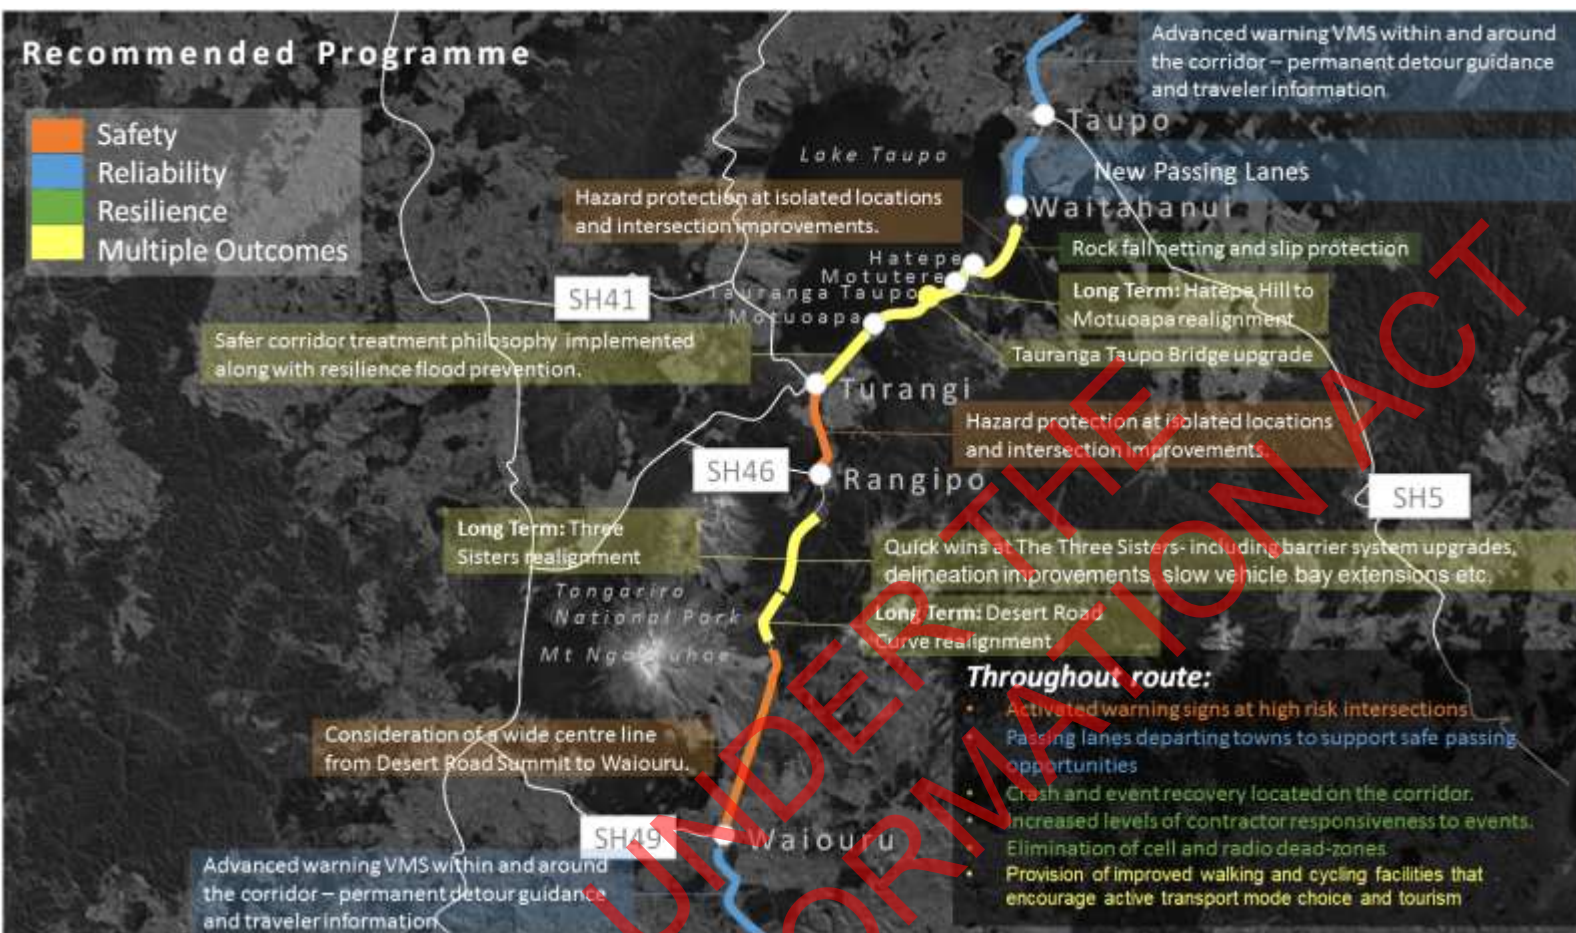 Recommended Programme
Safety
Reliability
Resilience
Multiple Outcomes
Advanced warning VMS within and around
the corridor – permanent detour guidance
and traveler information
Taupo
Lake Taupo
New Passing Lanes
Waitahanui
Hazard protection at isolated locations
and intersection improvements.
Rock fall netting and slip protection
Hatepe
Motutere
Tauranga Taupo
Motuoapa
Long Term: Hatepe Hill to
Motuoapa realignment
SH41
Safer corridor treatment philosophy implemented
along with resilience flood prevention.
Tauranga Taupo Bridge upgrade
Turangi
Hazard protection at isolated locations
and intersection improvements.
SH46
Rangipo
SH5
Long Term: Three
Sisters realignment
Quick wins at The Three Sisters- including barrier system upgrades,
delineation improvements, slow vehicle bay extensions etc.
Tongariro
National Park
Long Term: Desert Road
Curve realignment
Mt Ngauruhoe
Throughout route:
• Activated warning signs at high risk intersections
• Passing lanes departing towns to support safe passing
opportunities
• Crash and event recovery located on the corridor.
• Increased levels of contractor responsiveness to events.
• Elimination of cell and radio dead-zones
• Provision of improved walking and cycling facilities that
encourage active transport mode choice and tourism
Consideration of a wide centre line
from Desert Road Summit to Waiouru.
SH49
Waiouru
Advanced warning VMS within and around
the corridor – permanent detour guidance
and traveler information
UNDER THE
ORMATION ACT